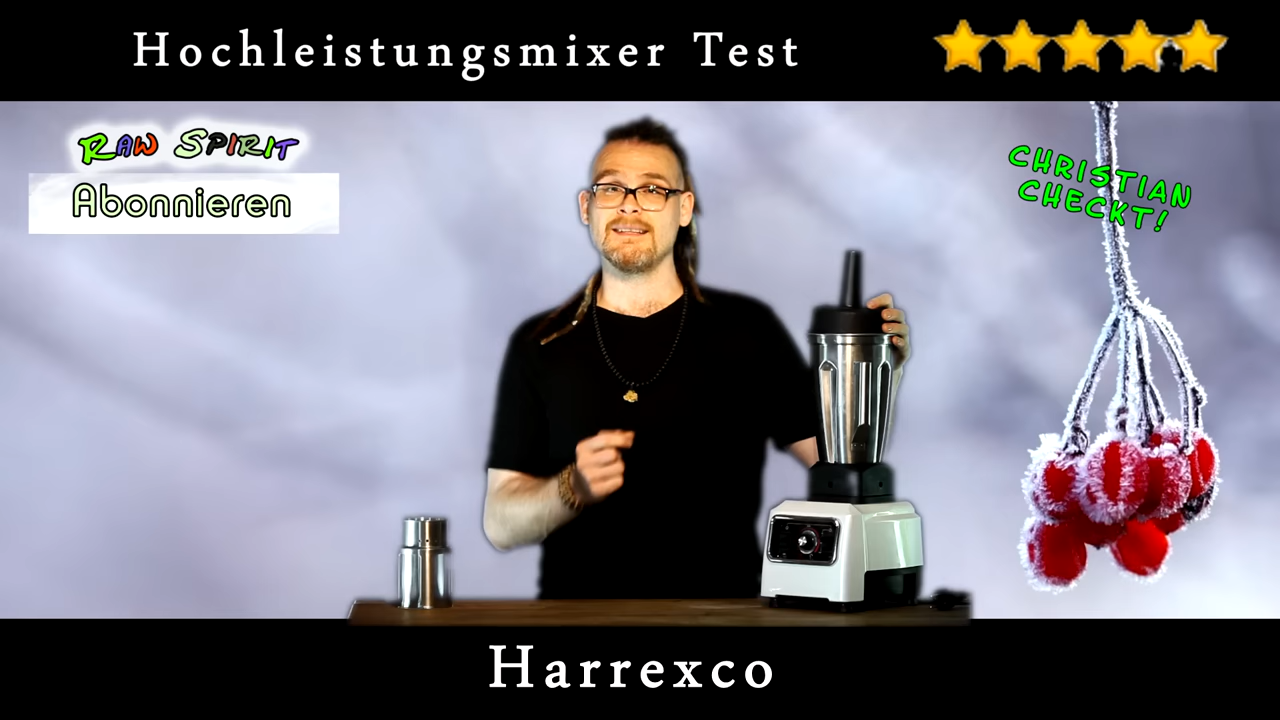 Hochleistungsmixer Test
Raw Spirit
Abonnieren
CHRISTIAN
CHECKT!
Harrexco